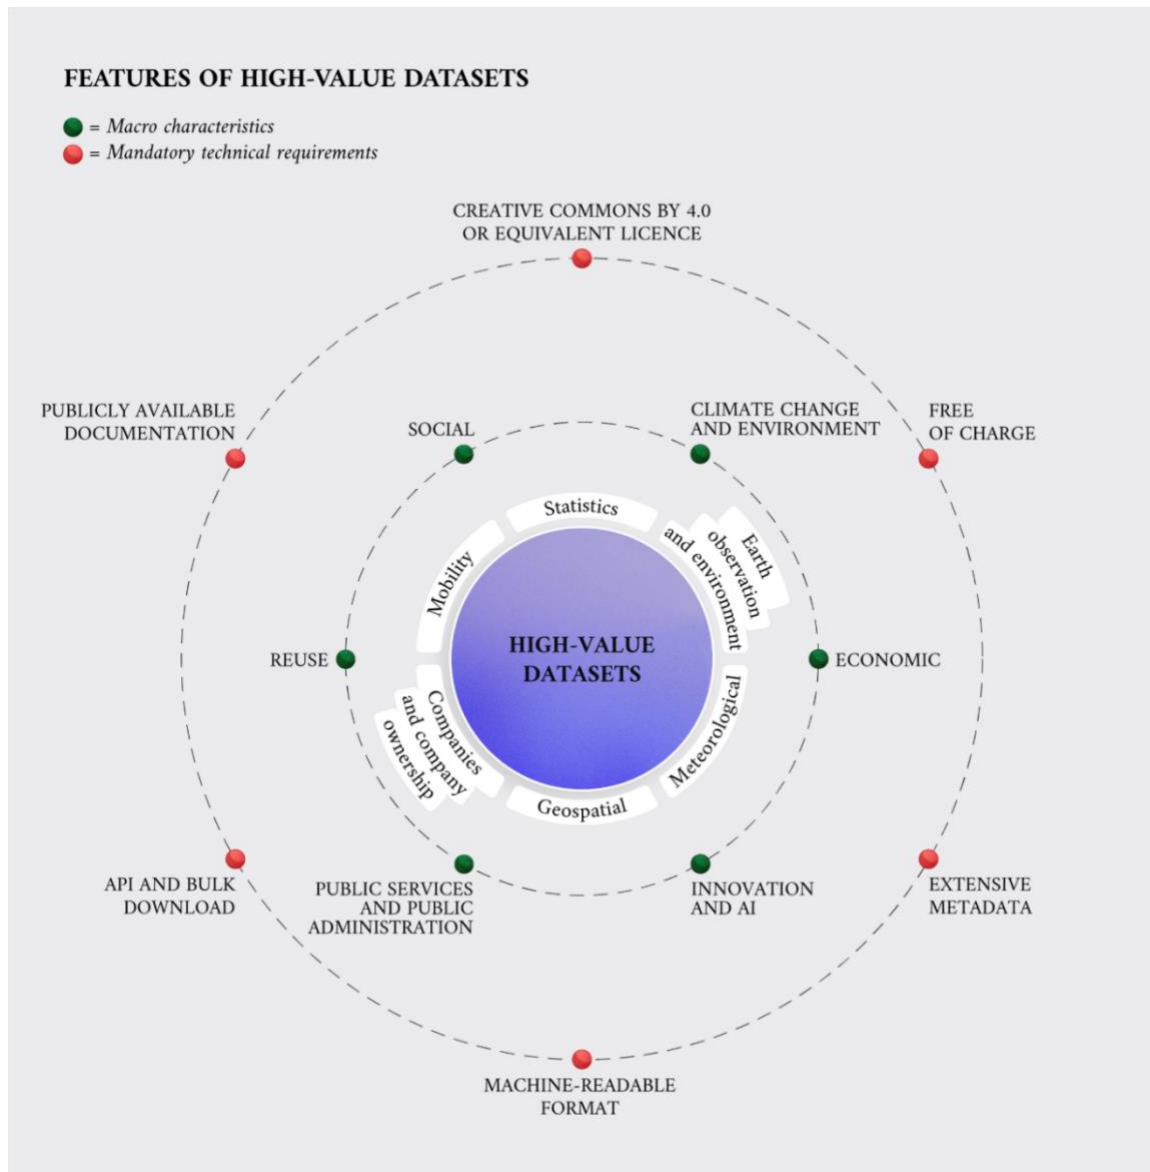 FEATURES OF HIGH-VALUE DATASETS
= Macro characteristics
= Mandatory technical requirements
CREATIVE COMMONS BY 4.0
OR EQUIVALENT LICENCE
PUBLICLY AVAILABLE
DOCUMENTATION
SOCIAL
CLIMATE CHANGE
AND ENVIRONMENT
FREE
OF CHARGE
Statistics
Mobility
Earth
observation
and environment
HIGH-VALUE
DATASETS
REUSE
ECONOMIC
Companies
and company
ownership
Meteorological
Geospatial
API AND BULK
DOWNLOAD
PUBLIC SERVICES
AND PUBLIC
ADMINISTRATION
INNOVATION
AND AI
EXTENSIVE
METADATA
MACHINE-READABLE
FORMAT